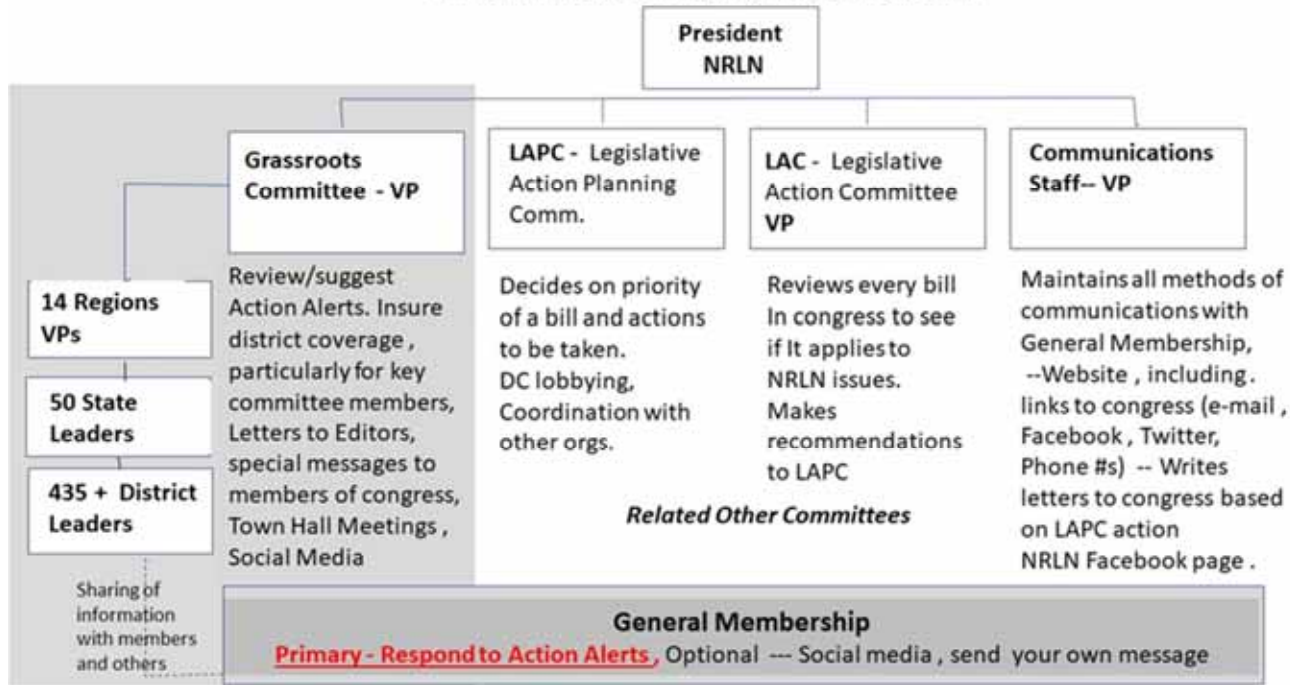 President
NRLN
Grassroots
Committee - VP
LAPC - Legislative
Action Planning
Comm.
LAC - Legislative
Action Committee
VP
Communications
Staff-- VP
14 Regions
VPs
50 State
Leaders
435 + District
Leaders
Review/suggest
Action Alerts. Insure
district coverage ,
particularly for key
committee members,
Letters to Editors,
special messages to
members of congress,
Town Hall Meetings ,
Social Media
Decides on priority
of a bill and actions
to be taken.
DC lobbying,
Coordination with
other orgs.
Reviews every bill
In congress to see
if It applies to
NRLN issues.
Makes
recommendations
to LAPC
Maintains all methods of
communications with
General Membership,
--Website , including.
links to congress (e-mail ,
Facebook , Twitter,
Phone #s) -- Writes
letters to congress based
on LAPC action
NRLN Facebook page .
Related Other Committees
Sharing of
information
with members
and others
General Membership
Primary - Respond to Action Alerts, Optional --- Social media , send your own message